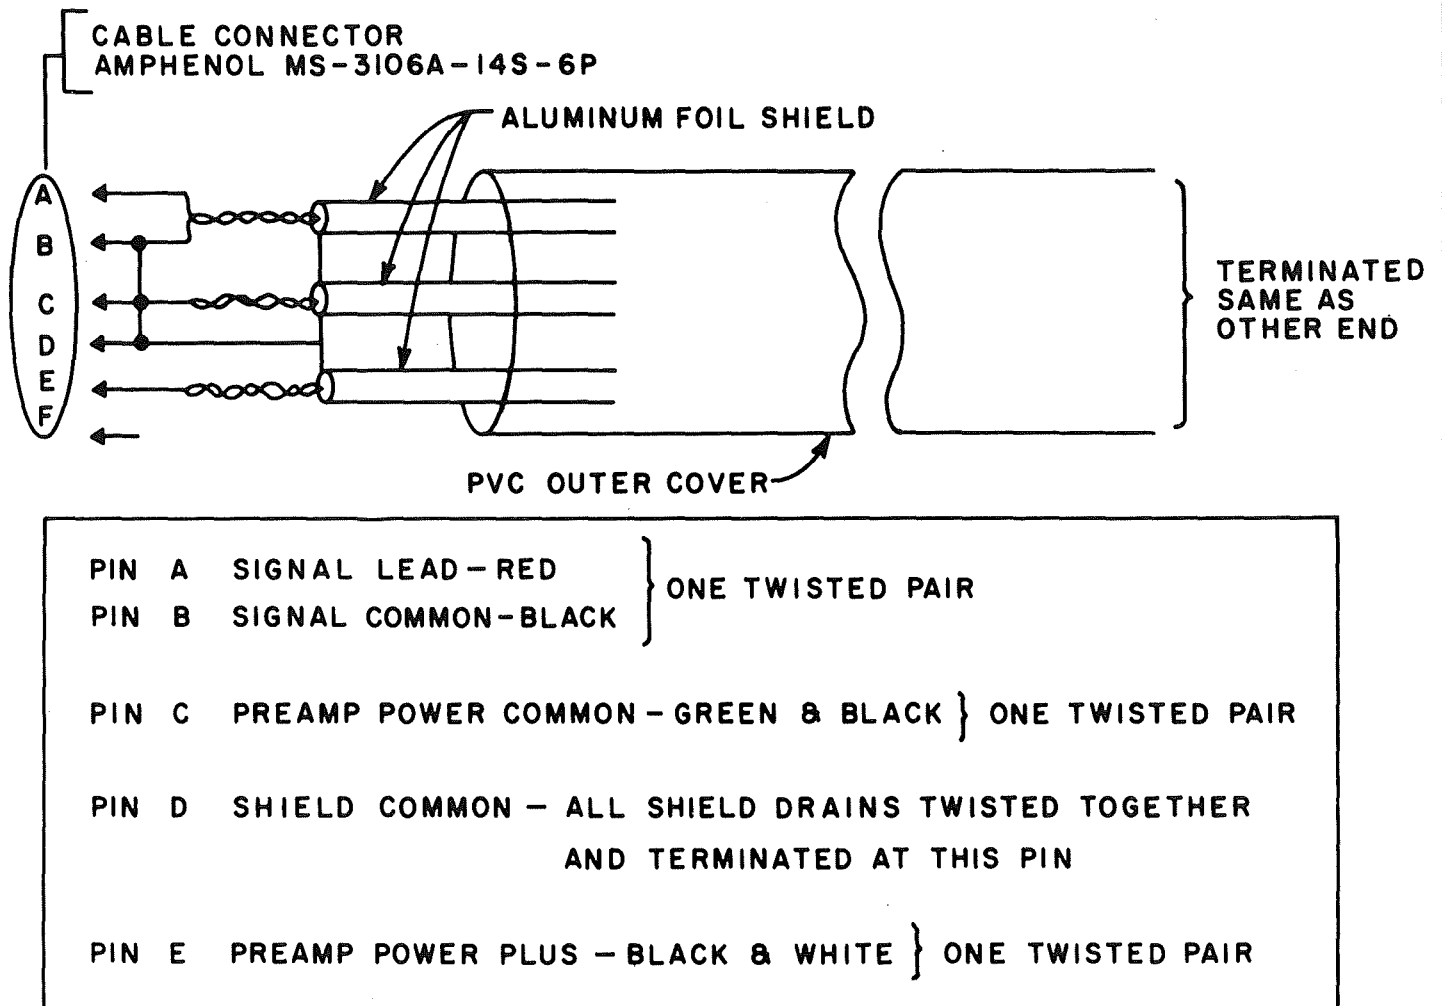 CABLE CONNECTOR
AMPHENOL MS-3106A-14S-6P
ALUMINUM FOIL SHIELD
A
B
C
D
E
F
TERMINATED
SAME AS
OTHER END
PVC OUTER COVER
PIN A SIGNAL LEAD-RED
PIN B SIGNAL COMMON-BLACK
ONE TWISTED PAIR
PIN C PREAMP POWER COMMON-GREEN & BLACK } ONE TWISTED PAIR
PIN D SHIELD COMMON - ALL SHIELD DRAINS TWISTED TOGETHER
AND TERMINATED AT THIS PIN
PIN E PREAMP POWER PLUS - BLACK & WHITE } ONE TWISTED PAIR